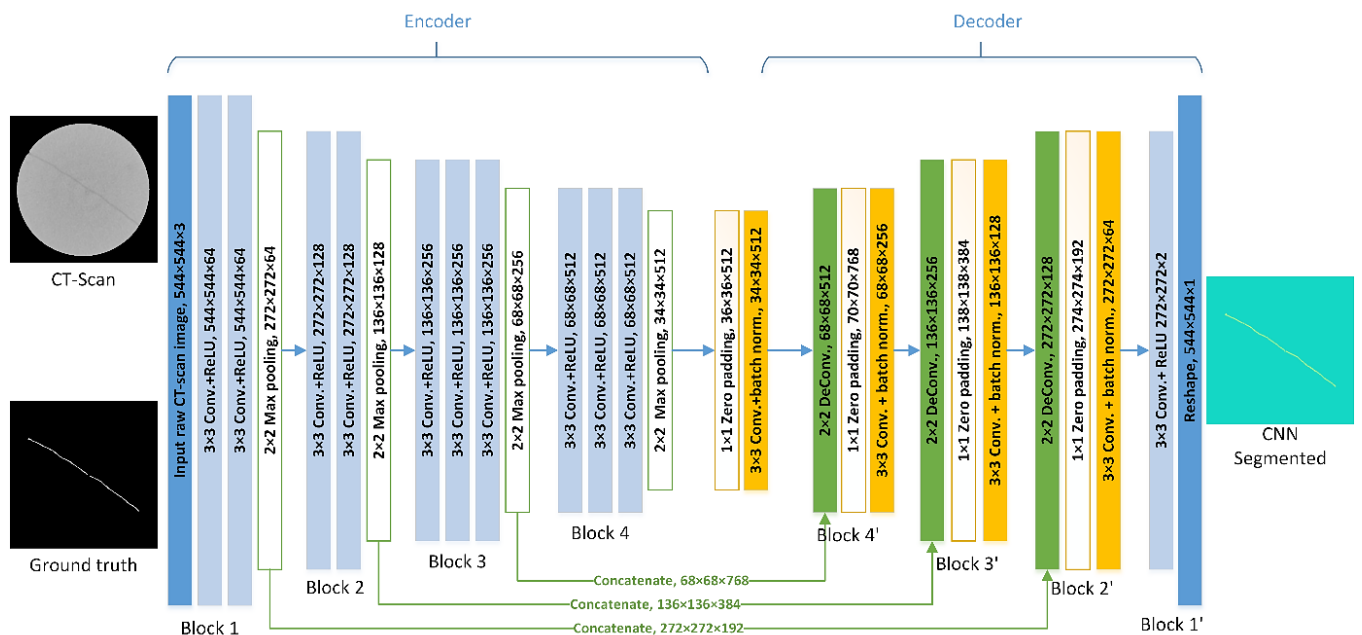 Encoder
Decoder
CT-Scan
Ground truth
Input raw CT-scan image, 544×544×3
3×3 Conv.+ReLU, 544×544×64
3×3 Conv.+ReLU, 544×544×64
2×2 Max pooling, 272×272×64
Block 1
3×3 Conv.+ReLU, 272×272×128
3×3 Conv.+ReLU, 272×272×128
2×2 Max pooling, 136×136×128
Block 2
3×3 Conv.+ReLU, 136×136×256
3×3 Conv.+ReLU, 136×136×256
3×3 Conv.+ReLU, 136×136×256
2×2 Max pooling, 68×68×256
Block 3
3×3 Conv.+ReLU, 68×68×512
3×3 Conv.+ReLU, 68×68×512
3×3 Conv.+ReLU, 68×68×512
2×2 Max pooling, 34×34×512
Block 4
1×1 Zero padding, 36×36×512
3×3 Conv.+batch norm., 34×34×512
2×2 DeConv., 68×68×512
1×1 Zero padding, 70×70×768
3×3 Conv. + batch norm., 68×68×256
Block 4'
2×2 DeConv., 136×136×256
1×1 Zero padding, 138×138×384
3×3 Conv. + batch norm., 136×136×128
Block 3'
2×2 DeConv., 272×272×128
1×1 Zero padding, 274×274×192
3×3 Conv. + batch norm., 272×272×64
Block 2'
3×3 Conv.+ ReLU 272×272×2
Reshape, 544×544×1
Block 1'
CNN
Segmented
Concatenate, 68×68×768
Concatenate, 136×136×384
Concatenate, 272×272×192